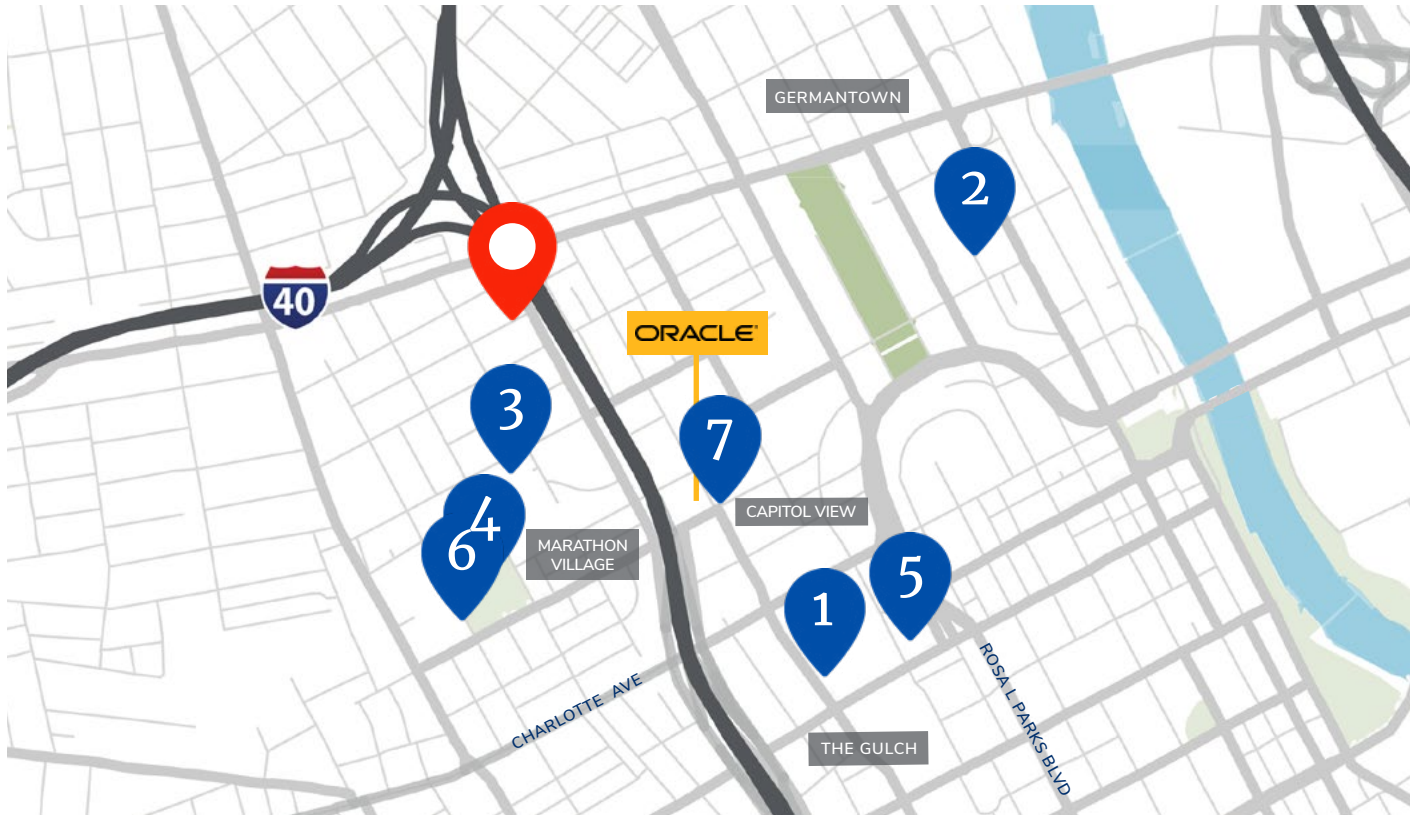 GERMANTOWN
2
40
ORACLE
3
7
4
6
MARATHON
VILLAGE
CAPITOL VIEW
5
1
CHARLOTTE AVE
ROSA L PARKS BLVD
THE GULCH